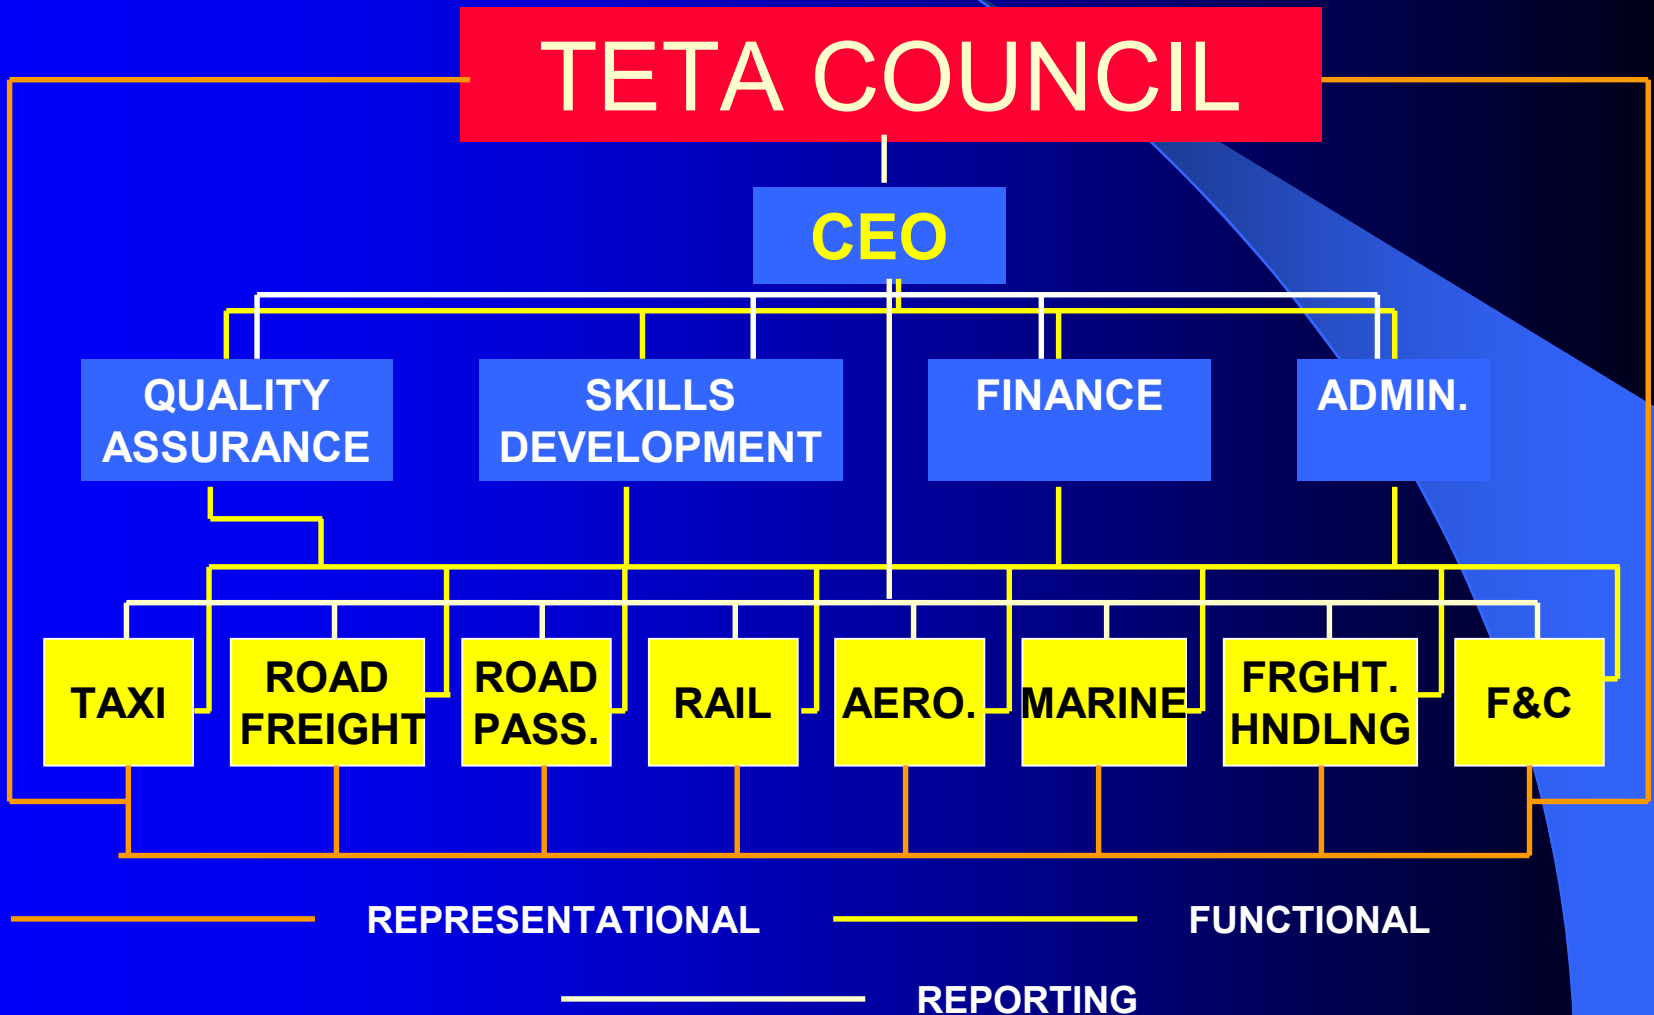 TETA COUNCIL
CEO
QUALITY
ASSURANCE
SKILLS
DEVELOPMENT
FINANCE
ADMIN.
TAXI
ROAD
FREIGHT
ROAD
PASS.
RAIL
AERO.
MARINE
FRGHT.
HNDLNG
F&C
REPRESENTATIONAL
FUNCTIONAL
REPORTING